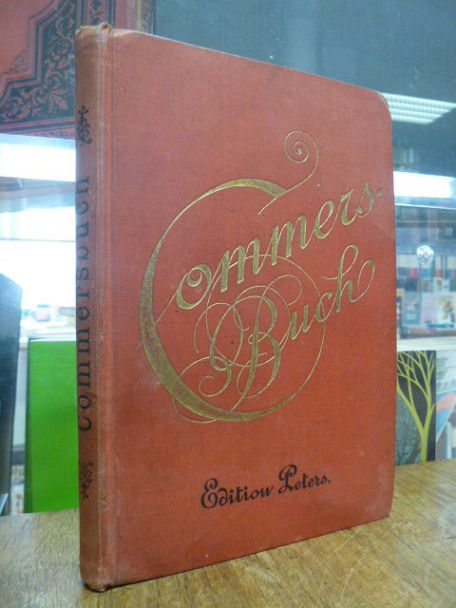 Commersbuch
Commers-
Buch
Edition Peters.